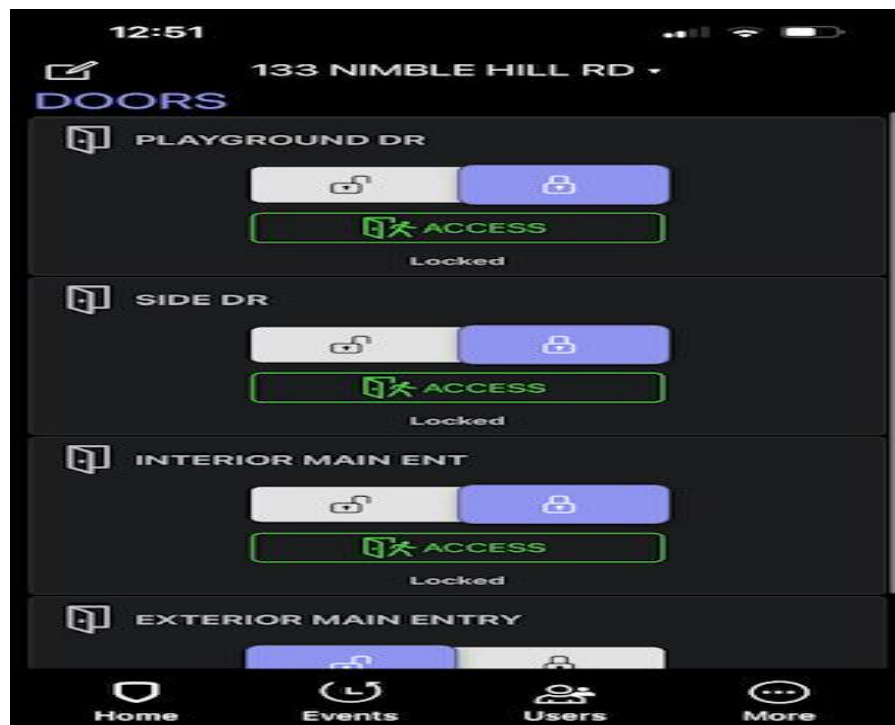 12:51
133 NIMBLE HILL RD
DOORS
PLAYGROUND DR
ACCESS
Locked
SIDE DR
ACCESS
Locked
INTERIOR MAIN ENT
ACCESS
Locked
EXTERIOR MAIN ENTRY
Home Events Users More